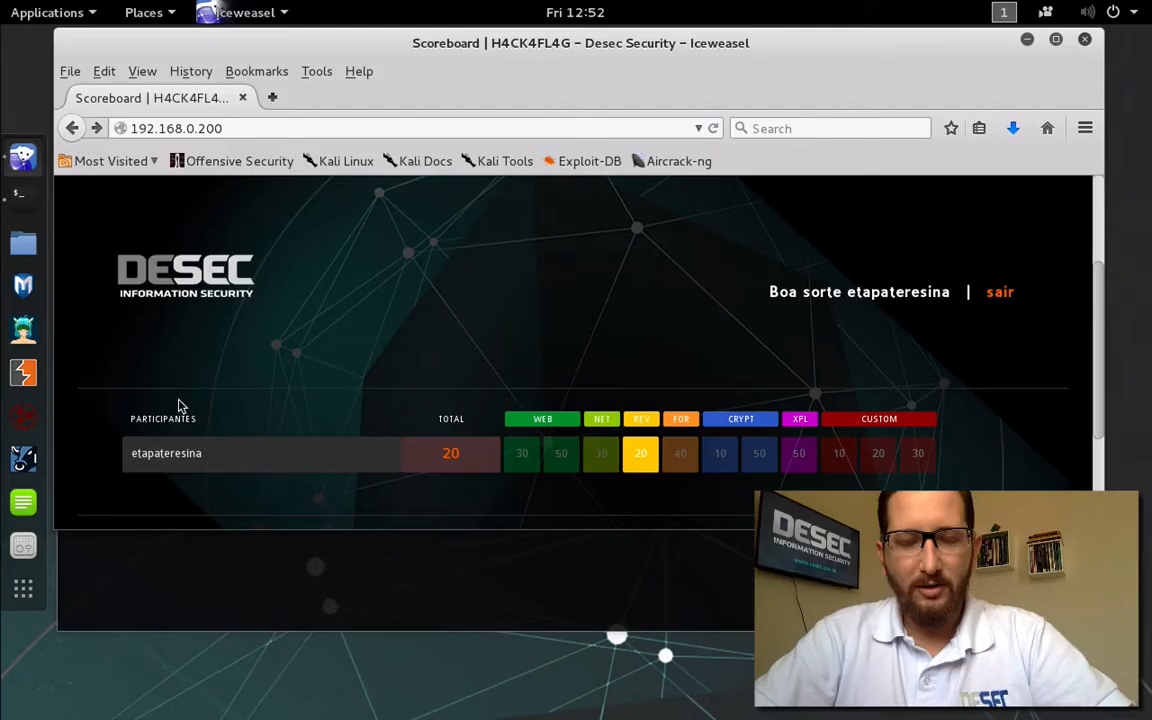 Applications Places Iceweasel Fri 12:52 1
Scoreboard | H4CK4FL4G - Desec Security - Iceweasel
File Edit View History Bookmarks Tools Help
Scoreboard | H4CK4FL4...
192.168.0.200 Search
Most Visited Offensive Security Kali Linux Kali Docs Kali Tools Exploit-DB Aircrack-ng
DESEC
INFORMATION SECURITY
Boa sorte etapateresina | sair
PARTICIPANTES TOTAL WEB NET REV FOR CRYPT XPL CUSTOM
etapateresina 20 30 50 30 20 40 10 50 50 10 20 30
DESEC
INFORMATION SECURITY
DESEC